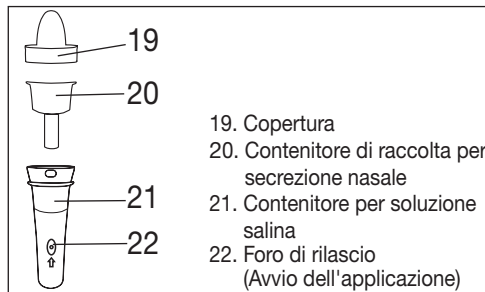 19
20
21
22
19. Copertura
20. Contenitore di raccolta per
secrezione nasale
21. Contenitore per soluzione
salina
22. Foro di rilascio
(Avvio dell'applicazione)